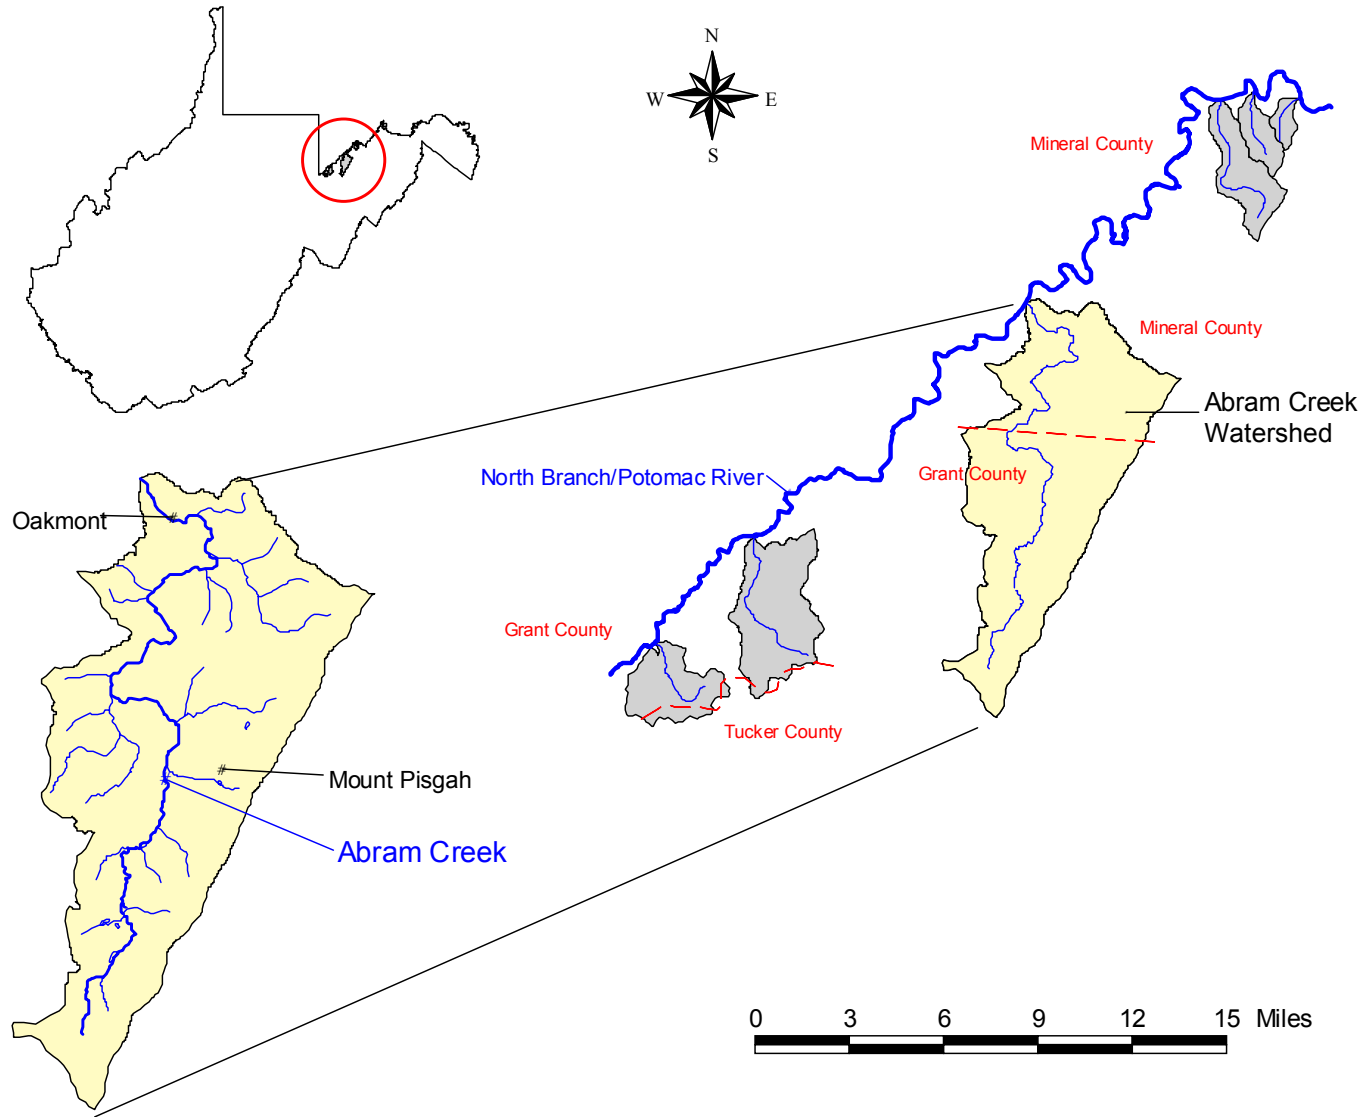 N
W
E
S
Mineral County
Mineral County
Abram Creek
Watershed
North Branch/Potomac River
Grant County
Oakmont
Grant County
Tucker County
Mount Pisgah
Abram Creek
0 3 6 9 12 15 Miles